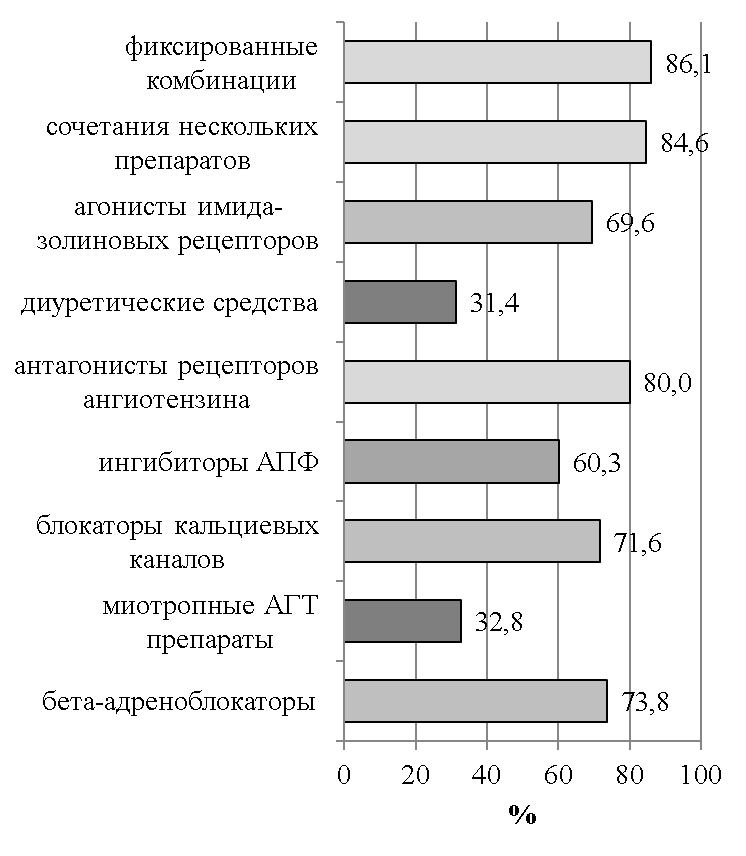 фиксированные
комбинации
86,1
сочетания нескольких
препаратов
84,6
агонисты имида-
золиновых рецепторов
69,6
диуретические средства
31,4
антагонисты рецепторов
ангиотензина
80,0
ингибиторы АПФ
60,3
блокаторы кальциевых
каналов
71,6
миотропные АГТ
препараты
32,8
бета-адреноблокаторы
73,8
0 20 40 60 80 100
%